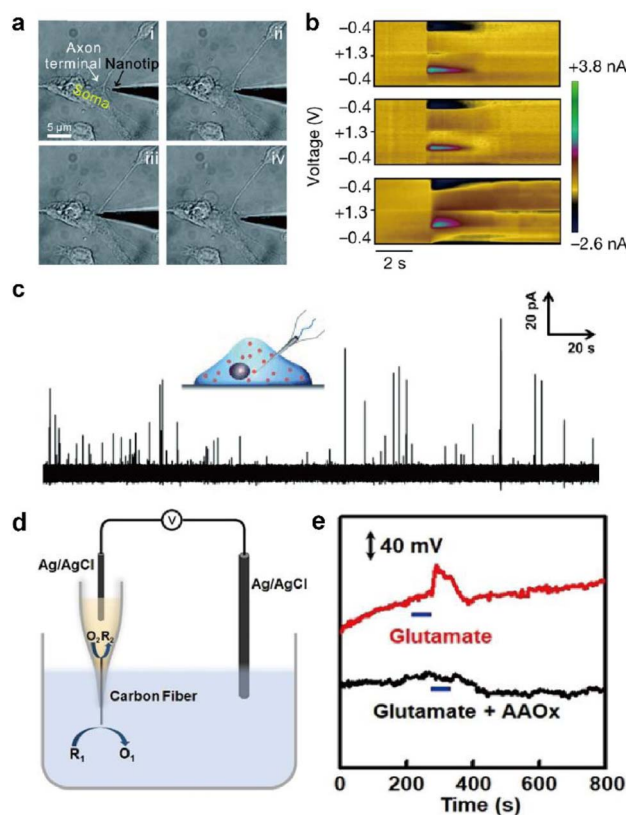 a
i
ii
iii
iv
Axon
terminal
Nanotip
Soma
5 µm
b
Voltage (V)
−0.4
+1.3
−0.4
−0.4
+1.3
−0.4
−0.4
+1.3
−0.4
2 s
+3.8 nA
−2.6 nA
c
20 pA
20 s
d
V
Ag/AgCl
Ag/AgCl
O₂R₂
Carbon Fiber
R₁
O₁
e
40 mV
Glutamate
Glutamate + AAOx
0
200
400
600
800
Time (s)